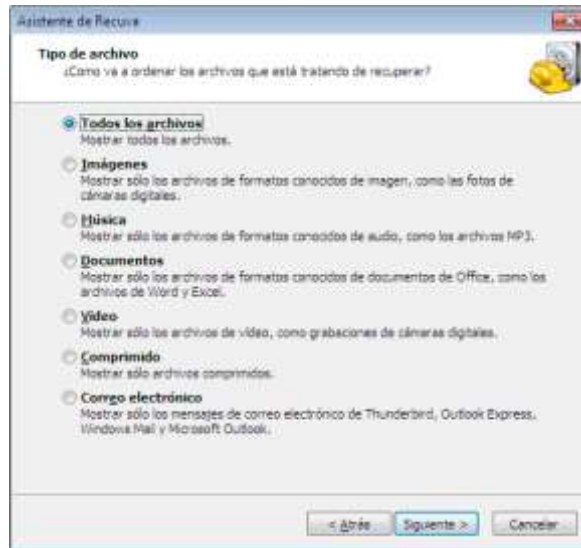 Asistente de Recuva
Tipo de archivo
¿Como va a ordenar los archivos que está tratando de recuperar?
Todos los archivos
Mostrar todos los archivos.
Imágenes
Mostrar sólo los archivos de formatos conocidos de imagen, como las fotos de
cámaras digitales.
Música
Mostrar sólo los archivos de formatos conocidos de audio, como los archivos MP3.
Documentos
Mostrar sólo los archivos de formatos conocidos de documentos de Office, como los
archivos de Word y Excel.
Vídeo
Mostrar sólo los archivos de vídeo, como grabaciones de cámaras digitales.
Comprimido
Mostrar sólo archivos comprimidos.
Correo electrónico
Mostrar sólo los mensajes de correo electrónico de Thunderbird, Outlook Express,
Windows Mail y Microsoft Outlook.
< Atrás
Siguiente >
Cancelar